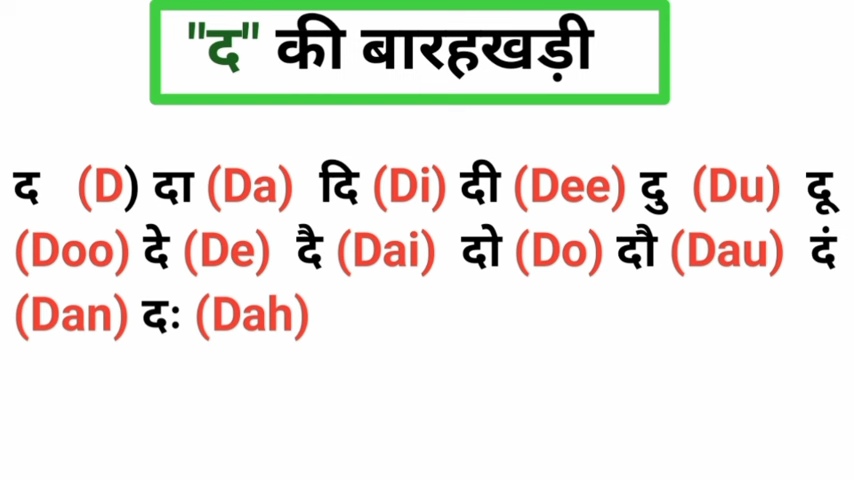 "द" की बारहखड़ी
द (D) दा (Da) दि (Di) दी (Dee) दु (Du) दू
(Doo) दे (De) दै (Dai) दो (Do) दौ (Dau) दं
(Dan) दः (Dah)